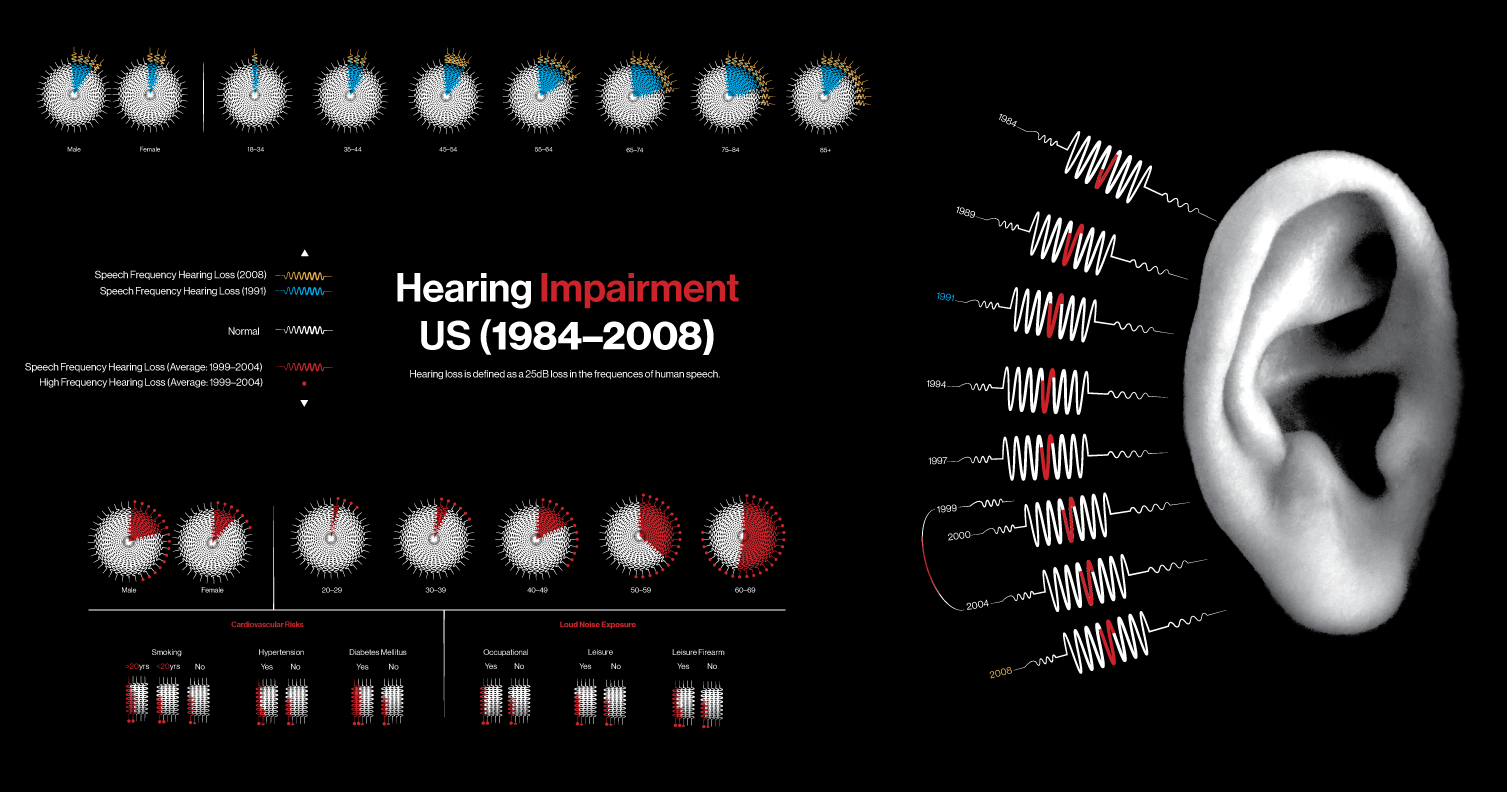 Male
Female
18–34
35–44
45–54
55–64
65–74
75–84
85+
Speech Frequency Hearing Loss (2008)
Speech Frequency Hearing Loss (1991)
Normal
Speech Frequency Hearing Loss (Average: 1999–2004)
High Frequency Hearing Loss (Average: 1999–2004)
Hearing Impairment
US (1984–2008)
Hearing loss is defined as a 25dB loss in the frequences of human speech.
1984
1989
1991
1994
1997
1999
2000
2004
2008
Male
Female
20–29
30–39
40–49
50–59
60–69
Cardiovascular Risks
Loud Noise Exposure
Smoking
Hypertension
Diabetes Mellitus
Occupational
Leisure
Leisure Firearm
>20yrs <20yrs No
Yes No
Yes No
Yes No
Yes No
Yes No